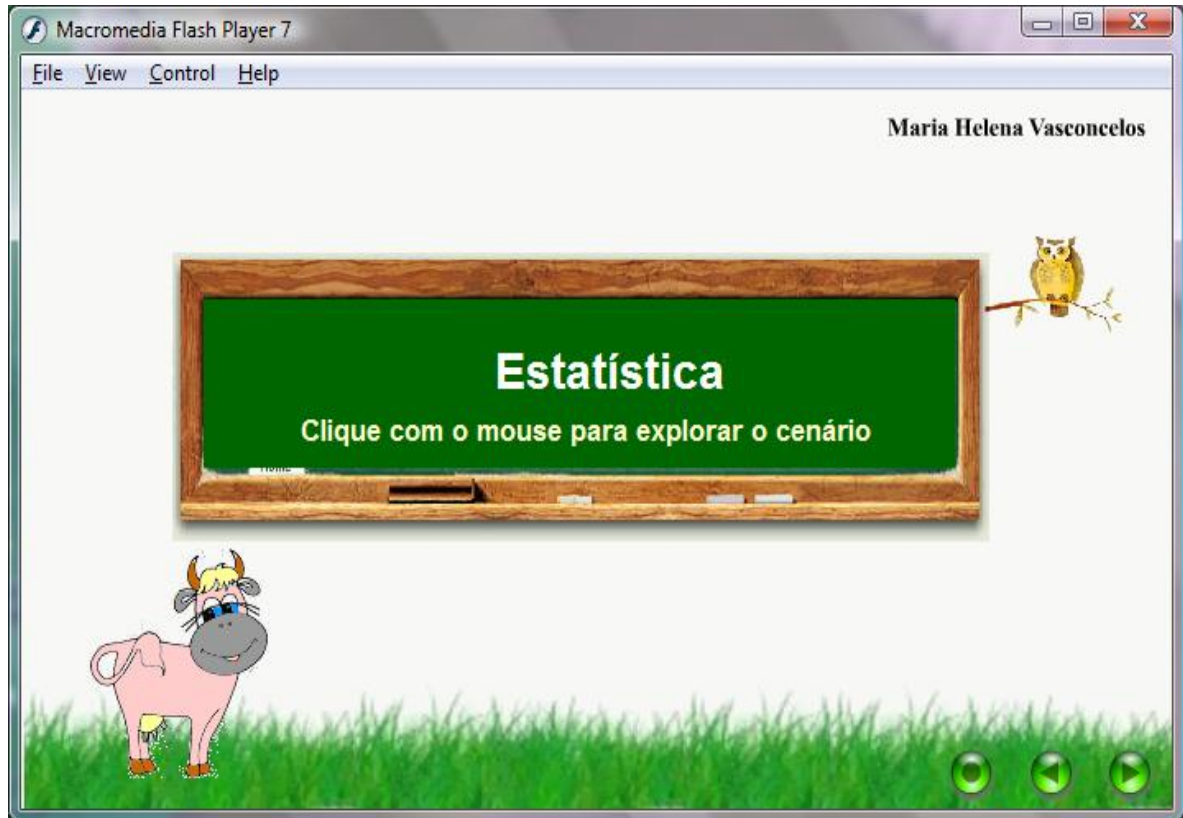 Macromedia Flash Player 7
File View Control Help
Maria Helena Vasconcelos
Estatística
Clique com o mouse para explorar o cenário